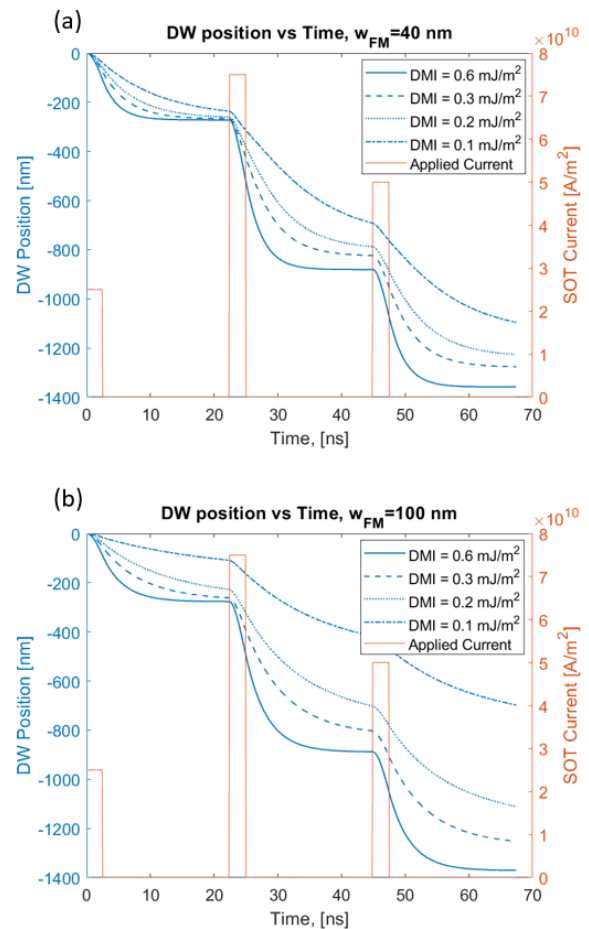 (a)
DW position vs Time, w_FM=40 nm
×10^10
0
-200
-400
-600
-800
-1000
-1200
-1400
DW Position [nm]
DMI = 0.6 mJ/m²
DMI = 0.3 mJ/m²
DMI = 0.2 mJ/m²
DMI = 0.1 mJ/m²
Applied Current
8
7
6
5
4
3
2
1
0
SOT Current [A/m²]
0 10 20 30 40 50 60 70
Time, [ns]
(b)
DW position vs Time, w_FM=100 nm
×10^10
0
-200
-400
-600
-800
-1000
-1200
-1400
DW Position [nm]
DMI = 0.6 mJ/m²
DMI = 0.3 mJ/m²
DMI = 0.2 mJ/m²
DMI = 0.1 mJ/m²
Applied Current
8
7
6
5
4
3
2
1
0
SOT Current [A/m²]
0 10 20 30 40 50 60 70
Time, [ns]